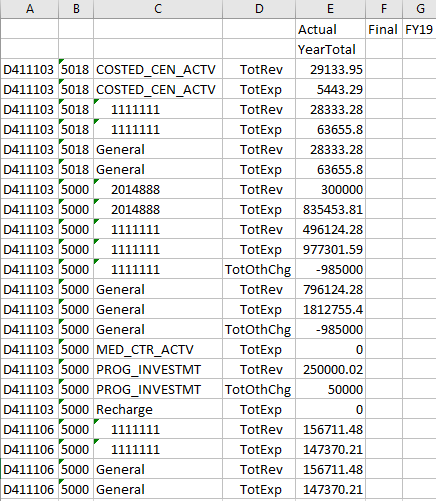 A B C D E F G
Actual Final FY19
YearTotal
D411103 5018 COSTED_CEN_ACTV TotRev 29133.95
D411103 5018 COSTED_CEN_ACTV TotExp 5443.29
D411103 5018 1111111 TotRev 28333.28
D411103 5018 1111111 TotExp 63655.8
D411103 5018 General TotRev 28333.28
D411103 5018 General TotExp 63655.8
D411103 5000 2014888 TotRev 300000
D411103 5000 2014888 TotExp 835453.81
D411103 5000 1111111 TotRev 496124.28
D411103 5000 1111111 TotExp 977301.59
D411103 5000 1111111 TotOthChg -985000
D411103 5000 General TotRev 796124.28
D411103 5000 General TotExp 1812755.4
D411103 5000 General TotOthChg -985000
D411103 5000 MED_CTR_ACTV TotExp 0
D411103 5000 PROG_INVESTMT TotRev 250000.02
D411103 5000 PROG_INVESTMT TotOthChg 50000
D411103 5000 Recharge TotExp 0
D411106 5000 1111111 TotRev 156711.48
D411106 5000 1111111 TotExp 147370.21
D411106 5000 General TotRev 156711.48
D411106 5000 General TotExp 147370.21